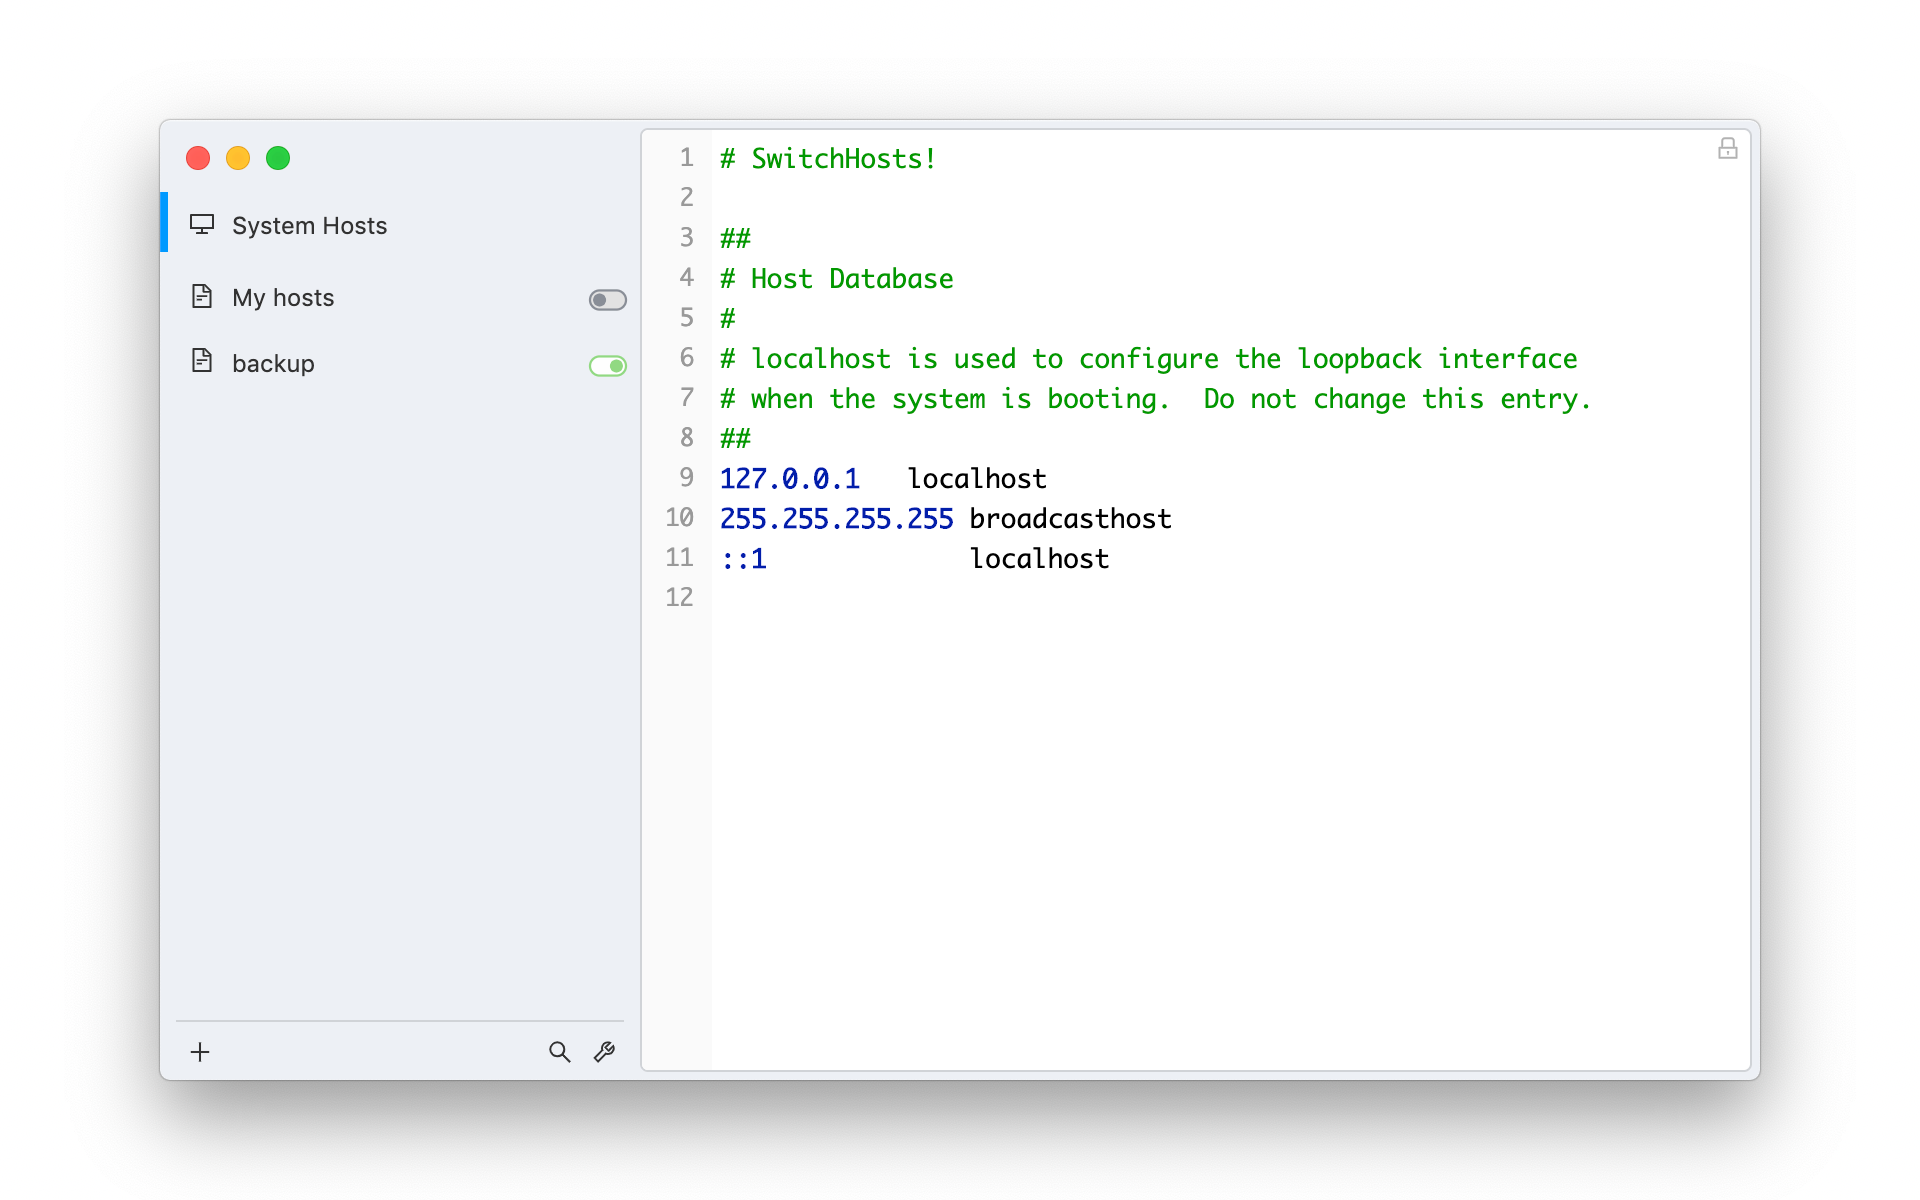 System Hosts
My hosts
backup
1 # SwitchHosts!
2
3 ##
4 # Host Database
5 #
6 # localhost is used to configure the loopback interface
7 # when the system is booting.  Do not change this entry.
8 ##
9 127.0.0.1   localhost
10 255.255.255.255 broadcasthost
11 ::1             localhost
12